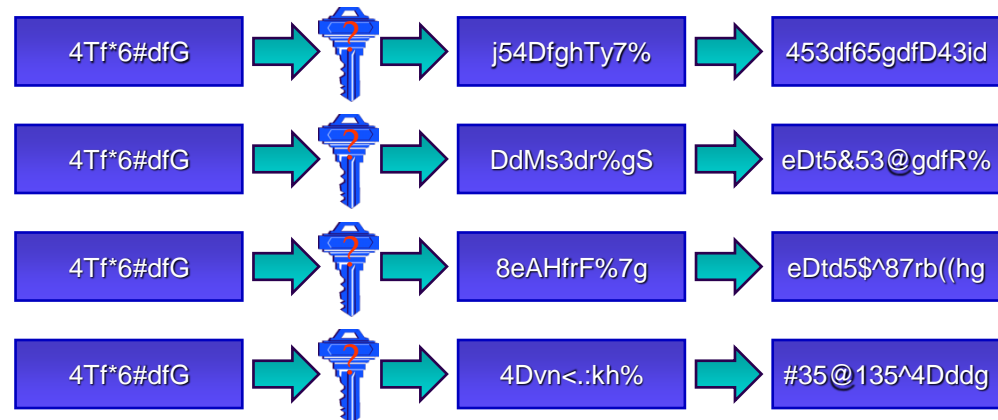 4Tf*6#dfG ? j54DfghTy7% 453df65gdfD43id
4Tf*6#dfG ? DdMs3dr%gS eDt5&53@gdfR%
4Tf*6#dfG ? 8eAHfrF%7g eDtd5$^87rb((hg
4Tf*6#dfG ? 4Dvn<.:kh% #35@135^4Dddg